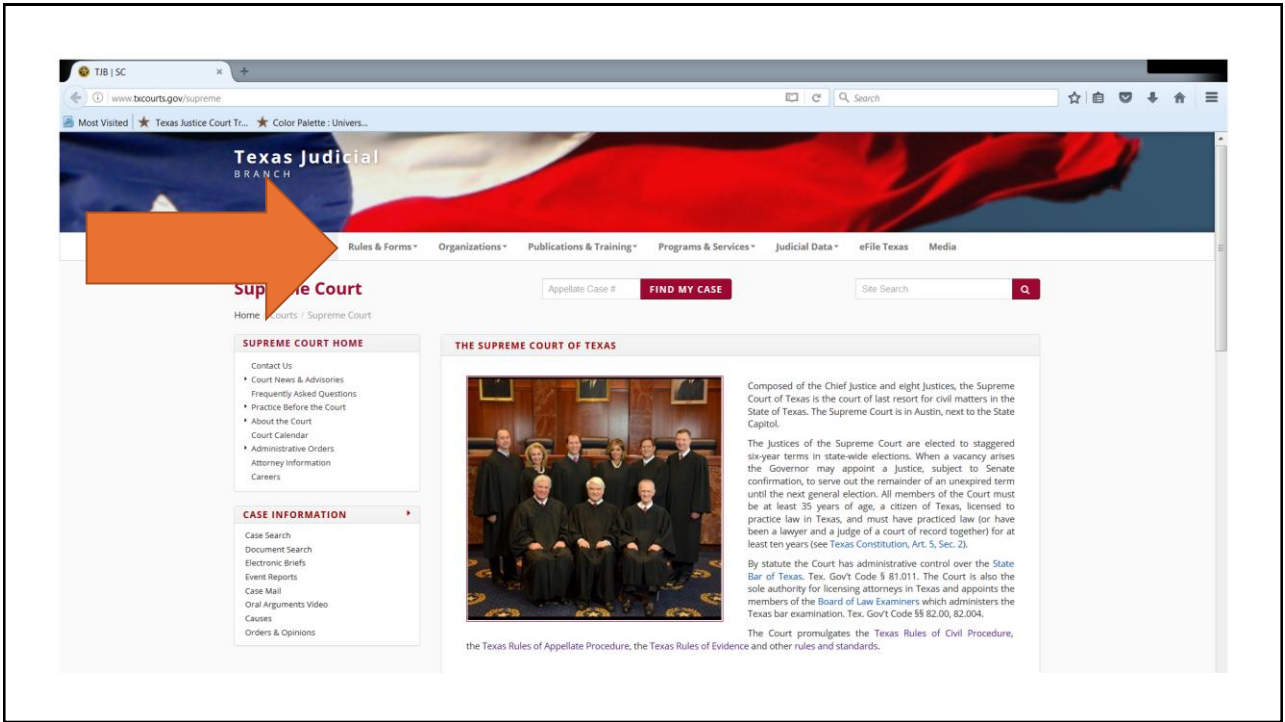 TJB | SC
www.txcourts.gov/supreme
Search
Most Visited Texas Justice Court Tr... Color Palette : Univers...
Texas Judicial
BRANCH
Rules & Forms Organizations Publications & Training Programs & Services Judicial Data eFile Texas Media
Court Appellate Case # FIND MY CASE Site Search
Home / Courts / Supreme Court
SUPREME COURT HOME
Contact Us
Court News & Advisories
Frequently Asked Questions
Practice Before the Court
About the Court
Court Calendar
Administrative Orders
Attorney Information
Careers
CASE INFORMATION
Case Search
Document Search
Electronic Briefs
Event Reports
Case Mail
Oral Arguments Video
Causes
Orders & Opinions
THE SUPREME COURT OF TEXAS
Composed of the Chief Justice and eight Justices, the Supreme
Court of Texas is the court of last resort for civil matters in the
State of Texas. The Supreme Court is in Austin, next to the State
Capitol.
The Justices of the Supreme Court are elected to staggered
six-year terms in state-wide elections. When a vacancy arises
the Governor may appoint a Justice, subject to Senate
confirmation, to serve out the remainder of an unexpired term
until the next general election. All members of the Court must
be at least 35 years of age, a citizen of Texas, licensed to
practice law in Texas, and must have practiced law (or have
been a lawyer and a judge of a court of record together) for at
least ten years (see Texas Constitution, Art. 5, Sec. 2).
By statute the Court has administrative control over the State
Bar of Texas. Tex. Gov't Code § 81.011. The Court is also the
sole authority for licensing attorneys in Texas and appoints the
members of the Board of Law Examiners which administers the
Texas bar examination. Tex. Gov't Code §§ 82.00, 82.004.
The Court promulgates the Texas Rules of Civil Procedure,
the Texas Rules of Appellate Procedure, the Texas Rules of Evidence and other rules and standards.